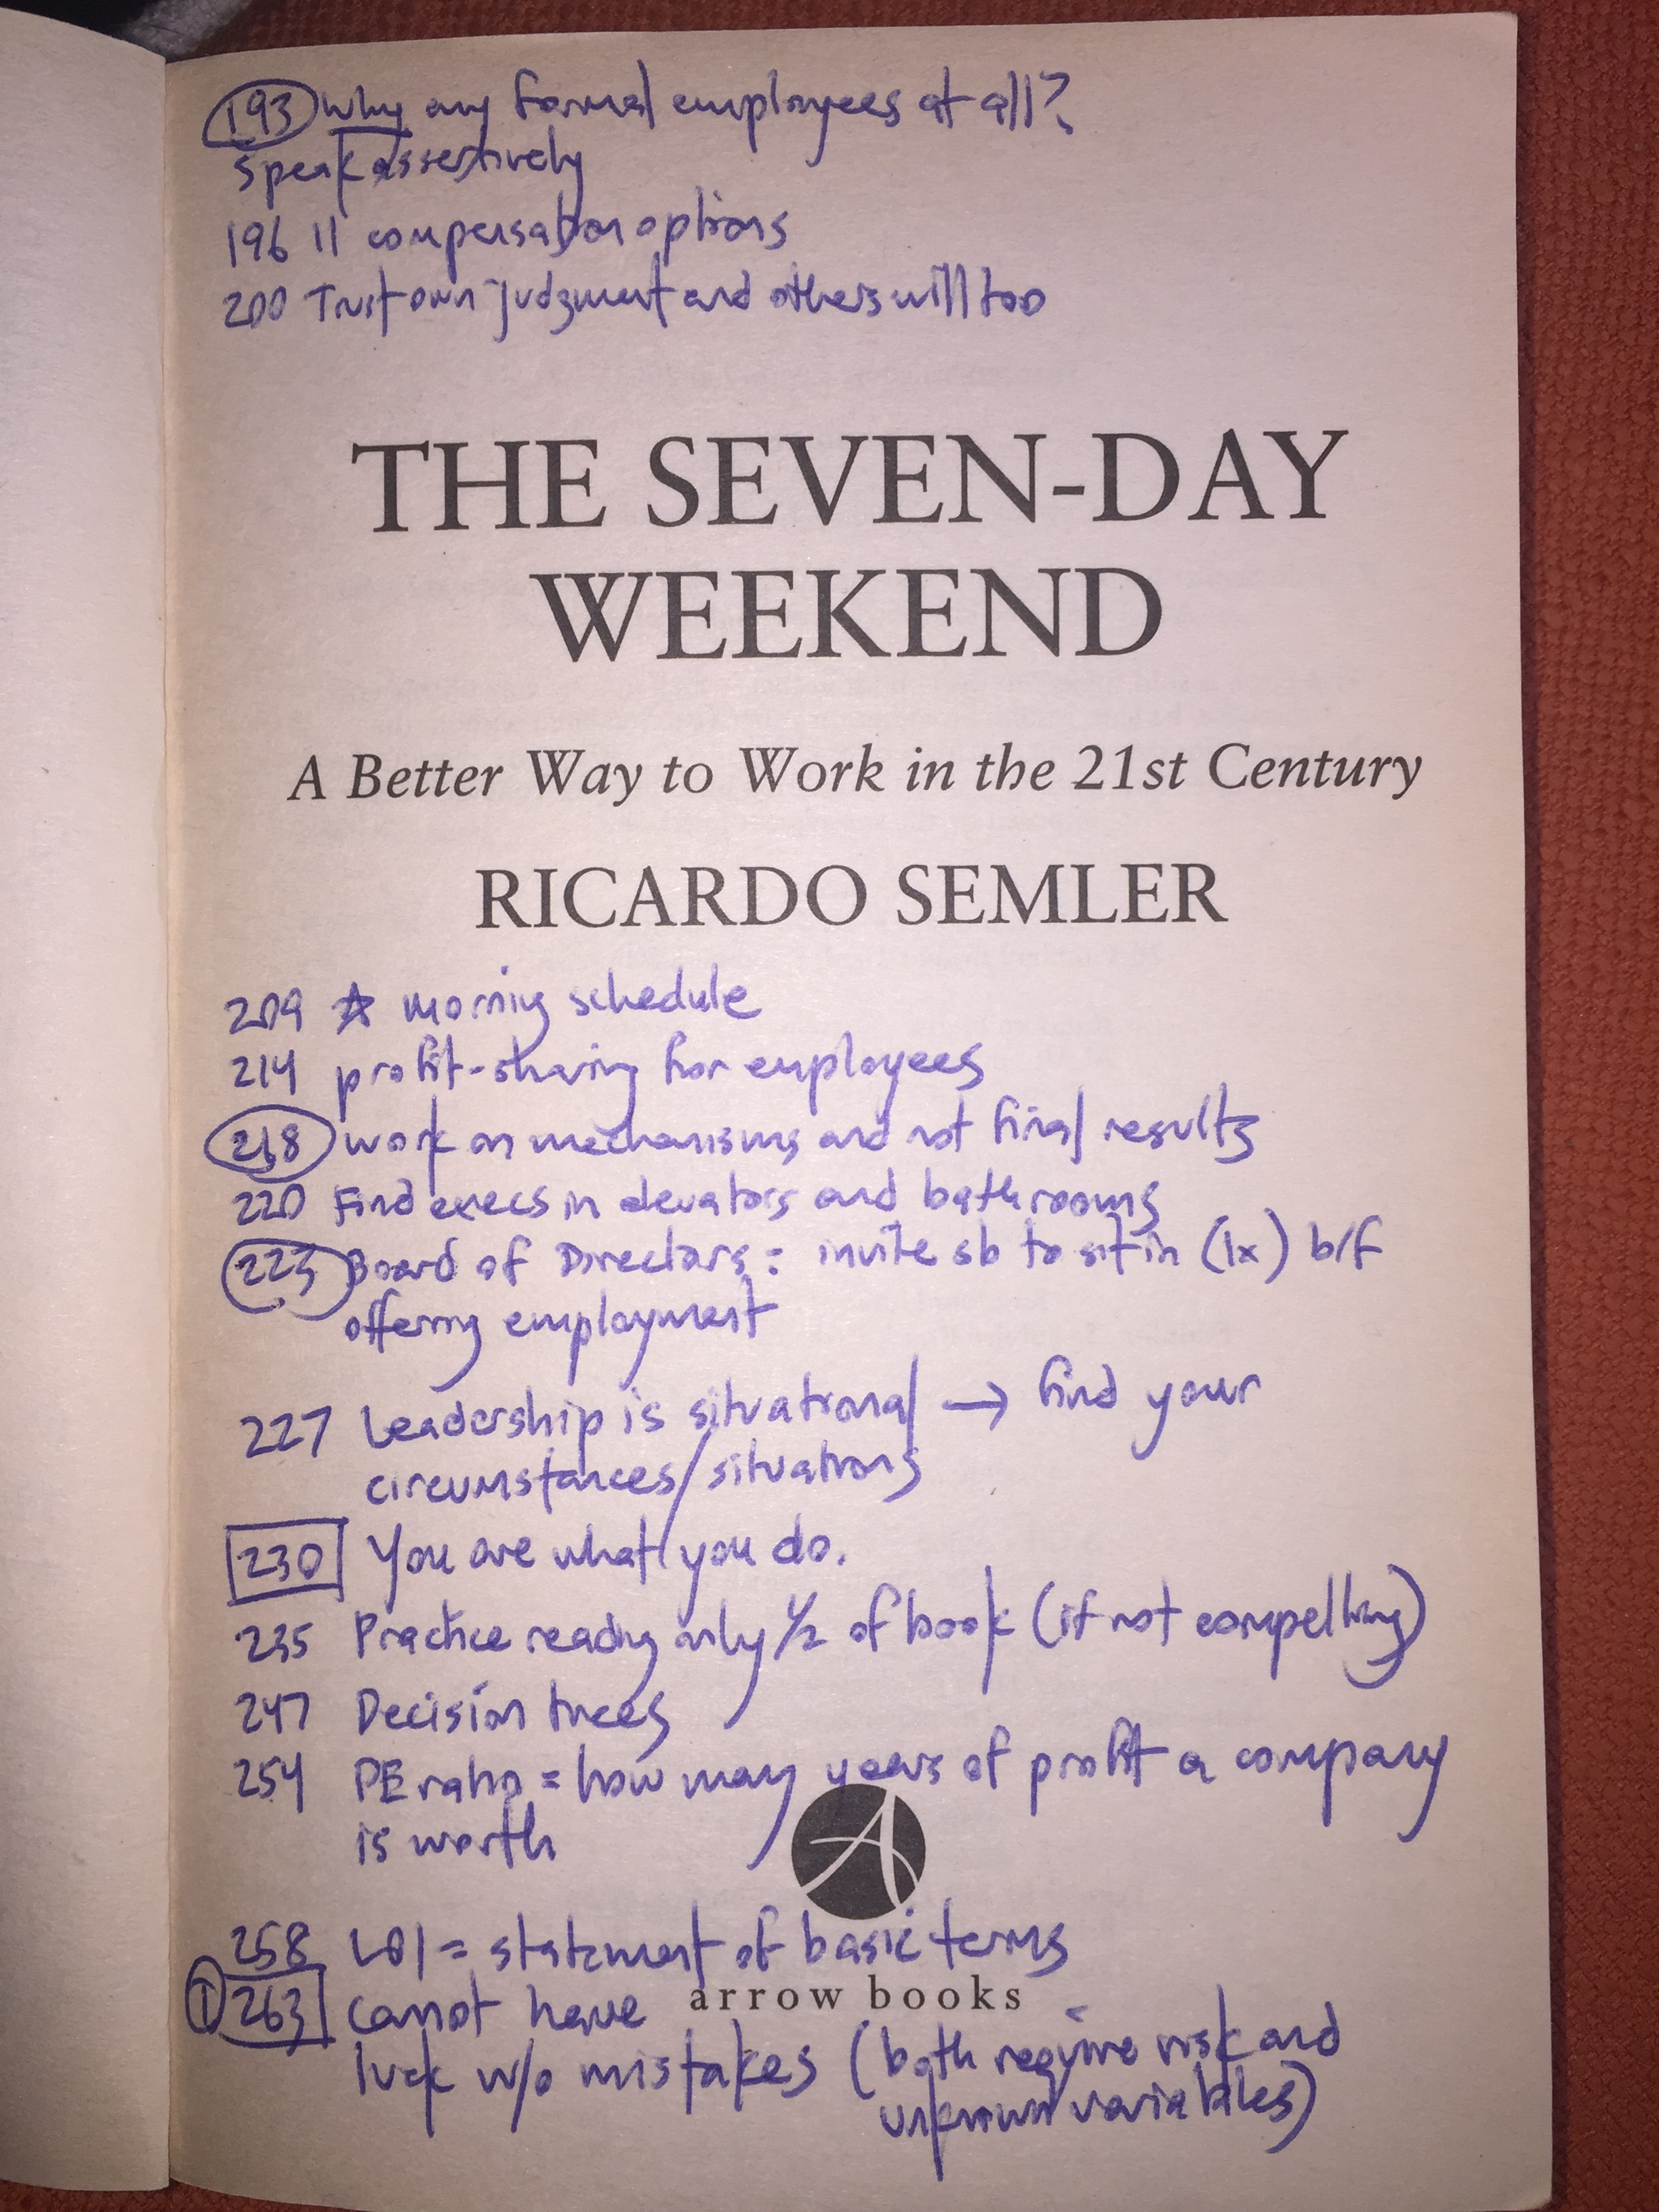 193 Why any formal employees at all?
Speak assertively
196 11 compensation options
200 Trust own judgment and others will too
THE SEVEN-DAY
WEEKEND
A Better Way to Work in the 21st Century
RICARDO SEMLER
209 ☆ morning schedule
214 profit-sharing for employees
218 work on mechanisms and not final results
220 Find execs in elevators and bathrooms
223 Board of Directors: invite sb to sit in (1x) b/f
offering employment
227 Leadership is situational → find your
circumstances/situations
230 You are what you do.
235 Practice reading only 1/2 of book (if not compelling)
247 Decision trees
254 PE ratio = how many years of profit a company
is worth
258 LOI = statement of basic terms
263 cannot have
arrow books
luck w/o mistakes (both require risk and
unknown variables)